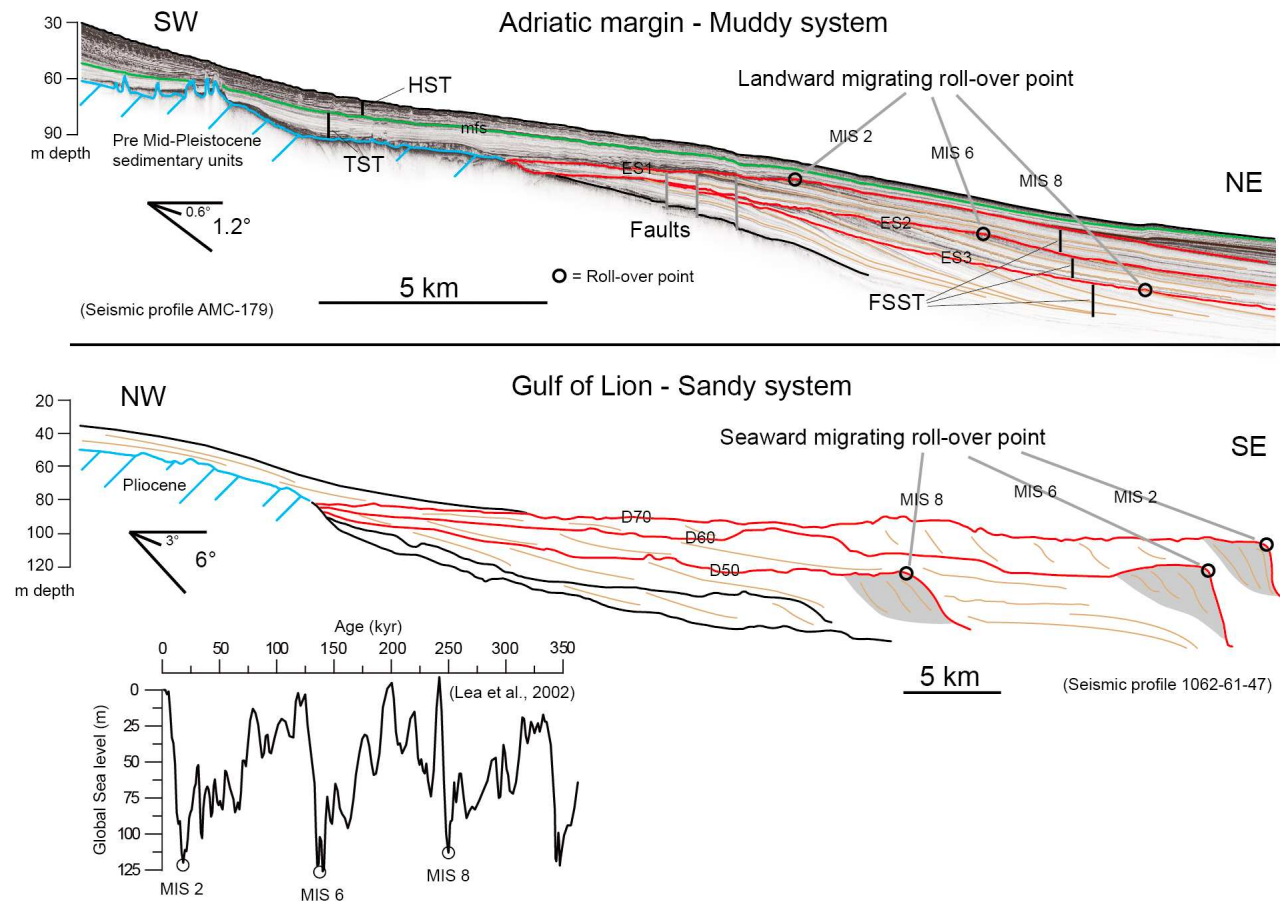 SW
Adriatic margin - Muddy system
30
60
90
m depth
HST
mfs
TST
Pre Mid-Pleistocene
sedimentary units
Landward migrating roll-over point
MIS 2
MIS 6
MIS 8
NE
ES1
ES2
ES3
0.6°
1.2°
Faults
= Roll-over point
FSST
5 km
(Seismic profile AMC-179)
Gulf of Lion - Sandy system
NW
SE
20
40
60
80
100
120
m depth
Pliocene
3°
6°
Seaward migrating roll-over point
MIS 8
MIS 6
MIS 2
D70
D60
D50
5 km
(Seismic profile 1062-61-47)
Age (kyr)
0 50 100 150 200 250 300 350
(Lea et al., 2002)
Global Sea level (m)
0
25
50
75
100
125
MIS 2
MIS 6
MIS 8